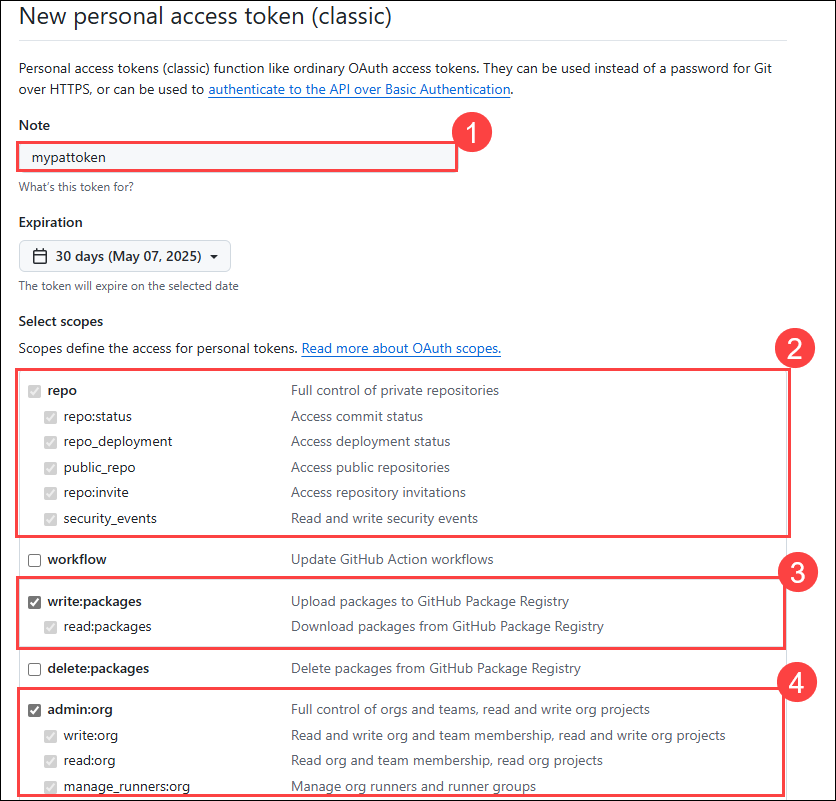 New personal access token (classic)
Personal access tokens (classic) function like ordinary OAuth access tokens. They can be used instead of a password for Git
over HTTPS, or can be used to authenticate to the API over Basic Authentication.
Note
1
mypattoken
What's this token for?
Expiration
30 days (May 07, 2025)
The token will expire on the selected date
Select scopes
Scopes define the access for personal tokens. Read more about OAuth scopes.
2
repo Full control of private repositories
repo:status Access commit status
repo_deployment Access deployment status
public_repo Access public repositories
repo:invite Access repository invitations
security_events Read and write security events
workflow Update GitHub Action workflows
3
write:packages Upload packages to GitHub Package Registry
read:packages Download packages from GitHub Package Registry
delete:packages Delete packages from GitHub Package Registry
4
admin:org Full control of orgs and teams, read and write org projects
write:org Read and write org and team membership, read and write org projects
read:org Read org and team membership, read org projects
manage_runners:org Manage org runners and runner groups